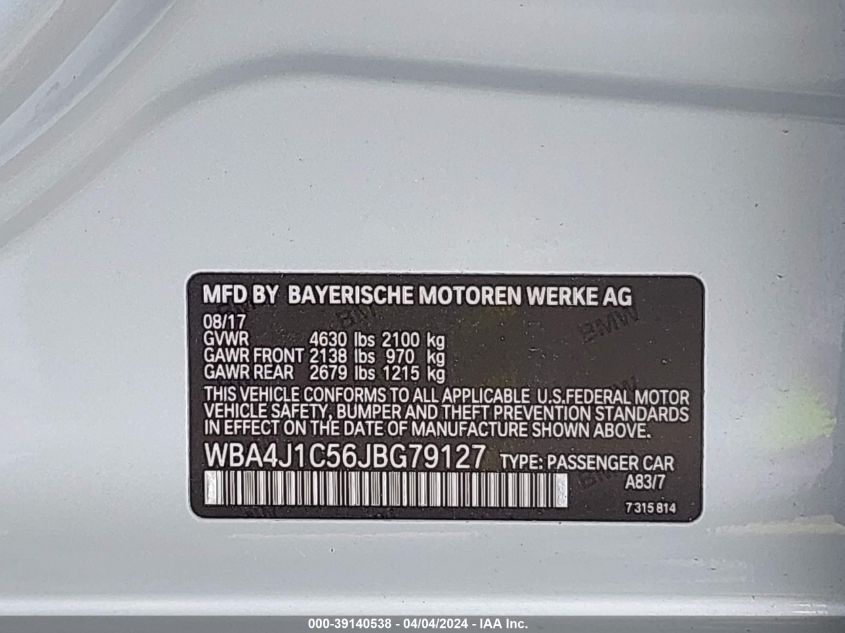 MFD BY BAYERISCHE MOTOREN WERKE AG
08/17
GVWR 4630 lbs 2100 kg
GAWR FRONT 2138 lbs 970 kg
GAWR REAR 2679 lbs 1215 kg
THIS VEHICLE CONFORMS TO ALL APPLICABLE U.S.FEDERAL MOTOR
VEHICLE SAFETY, BUMPER AND THEFT PREVENTION STANDARDS
IN EFFECT ON DATE OF MANUFACTURE SHOWN ABOVE.
WBA4J1C56JBG79127 TYPE: PASSENGER CAR
A83/7
7 315 814
000-39140538 - 04/04/2024 - IAA Inc.